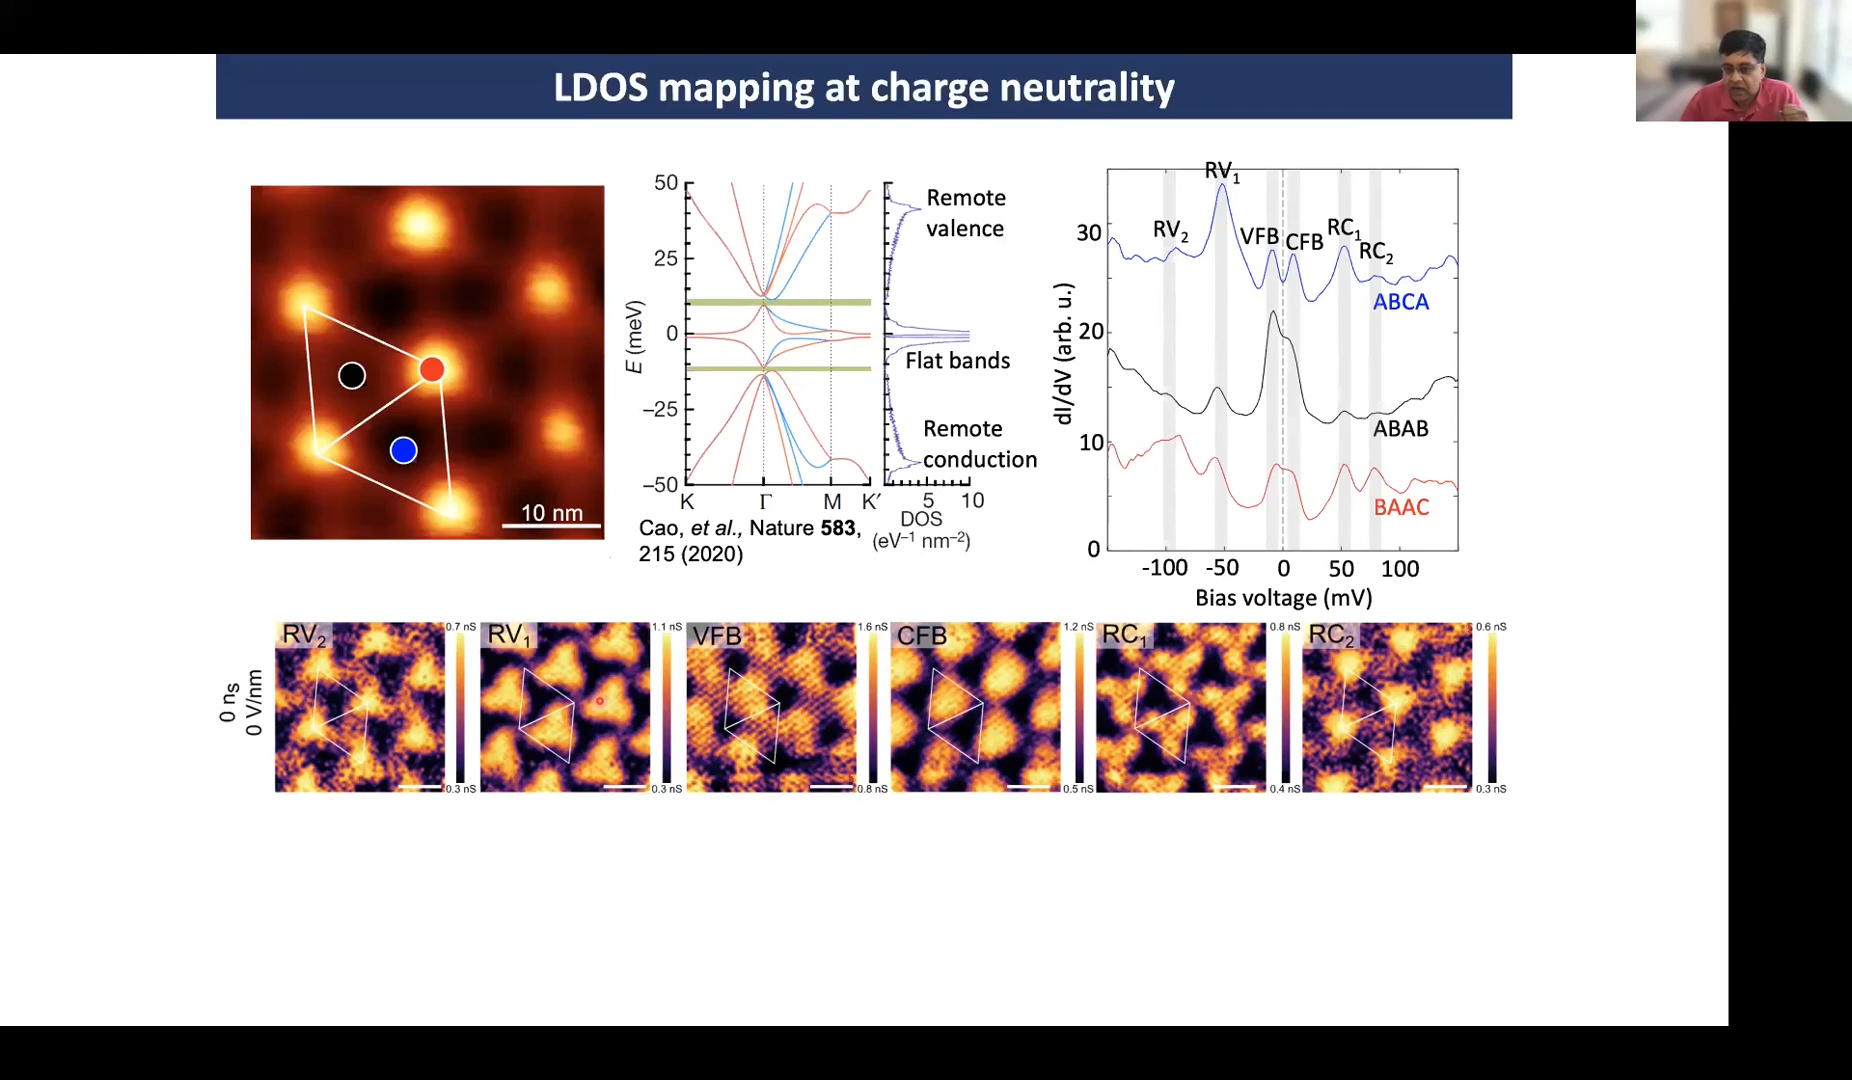 LDOS mapping at charge neutrality
10 nm
50
25
0
−25
−50
E (meV)
K
Γ
M
K′
5
10
DOS
(eV⁻¹ nm⁻²)
Remote
valence
Flat bands
Remote
conduction
Cao, et al., Nature 583,
215 (2020)
30
20
10
0
dI/dV (arb. u.)
RV₁
RV₂
VFB
CFB
RC₁
RC₂
ABCA
ABAB
BAAC
-100
-50
0
50
100
Bias voltage (mV)
0 nₛ
0 V/nm
RV₂
0.7 nS
0.3 nS
RV₁
1.1 nS
0.3 nS
VFB
1.6 nS
0.8 nS
CFB
1.2 nS
0.5 nS
RC₁
0.8 nS
0.4 nS
RC₂
0.6 nS
0.3 nS